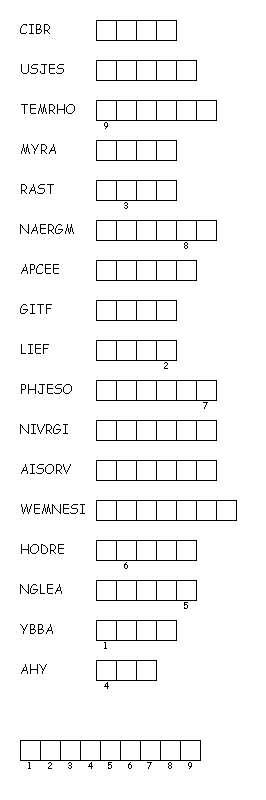 CIBR
USJES
TEMRHO
9
MYRA
RAST
3
NAERGM
8
APCEE
GITF
LIEF
2
PHJESO
7
NIVRGI
AISORV
WEMNESI
HODRE
6
NGLEA
5
YBBA
1
AHY
4
1 2 3 4 5 6 7 8 9